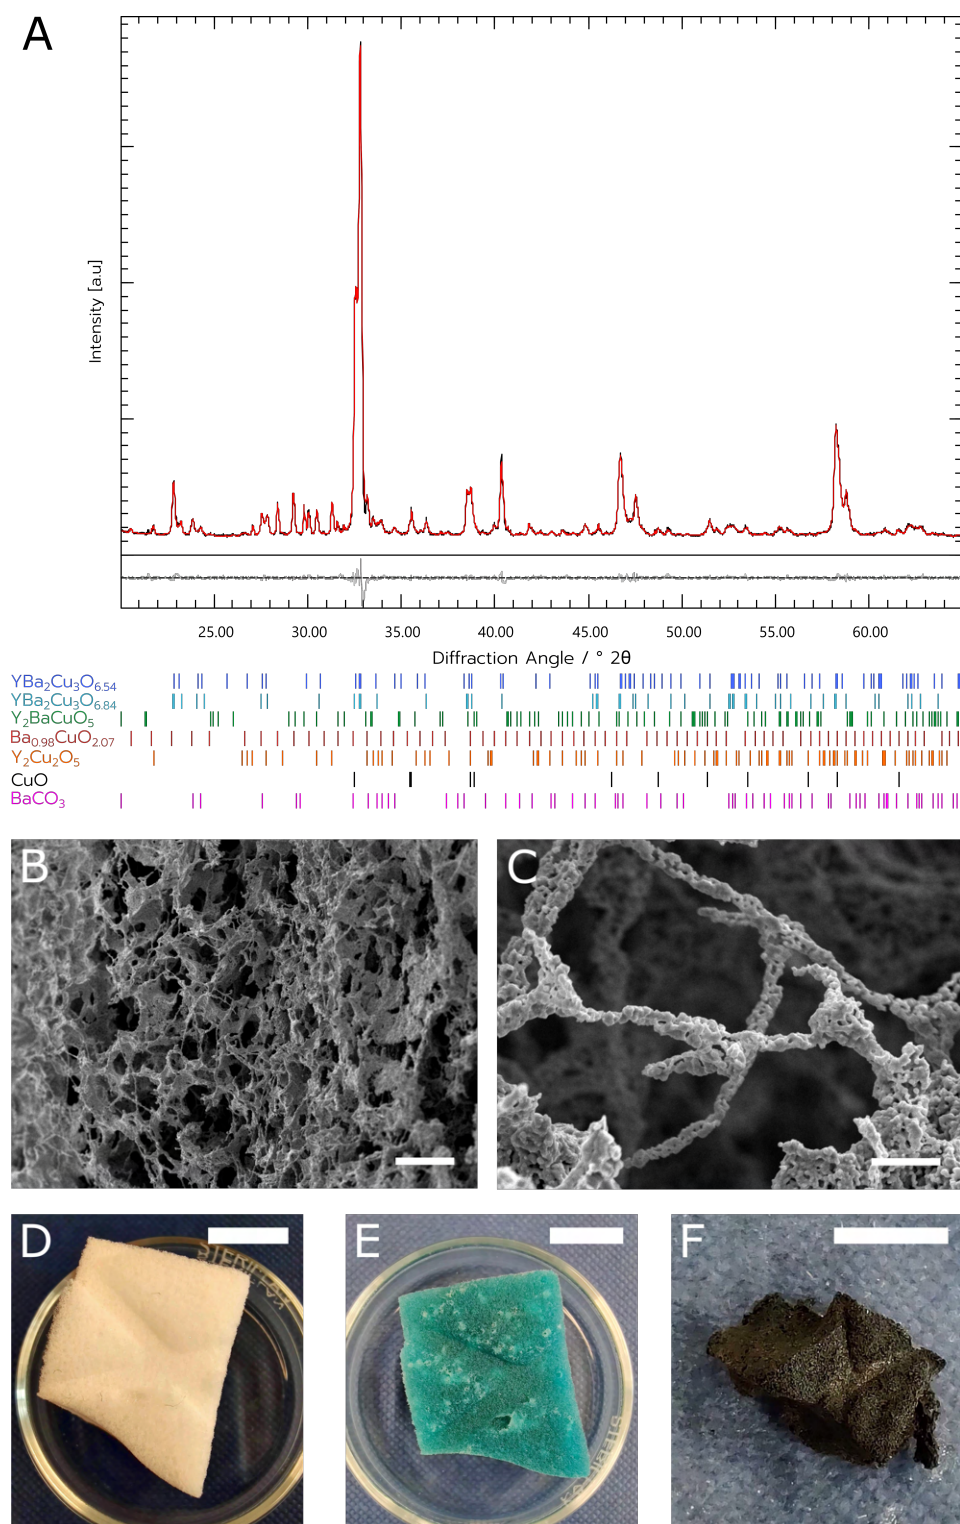 A
Intensity [a.u]
25.00 30.00 35.00 40.00 45.00 50.00 55.00 60.00
Diffraction Angle / ° 2θ
YBa₂Cu₃O₆.₅₄
YBa₂Cu₃O₆.₈₄
Y₂BaCuO₅
Ba₀.₉₈CuO₂.₀₇
Y₂Cu₂O₅
CuO
BaCO₃
B
C
D
E
F